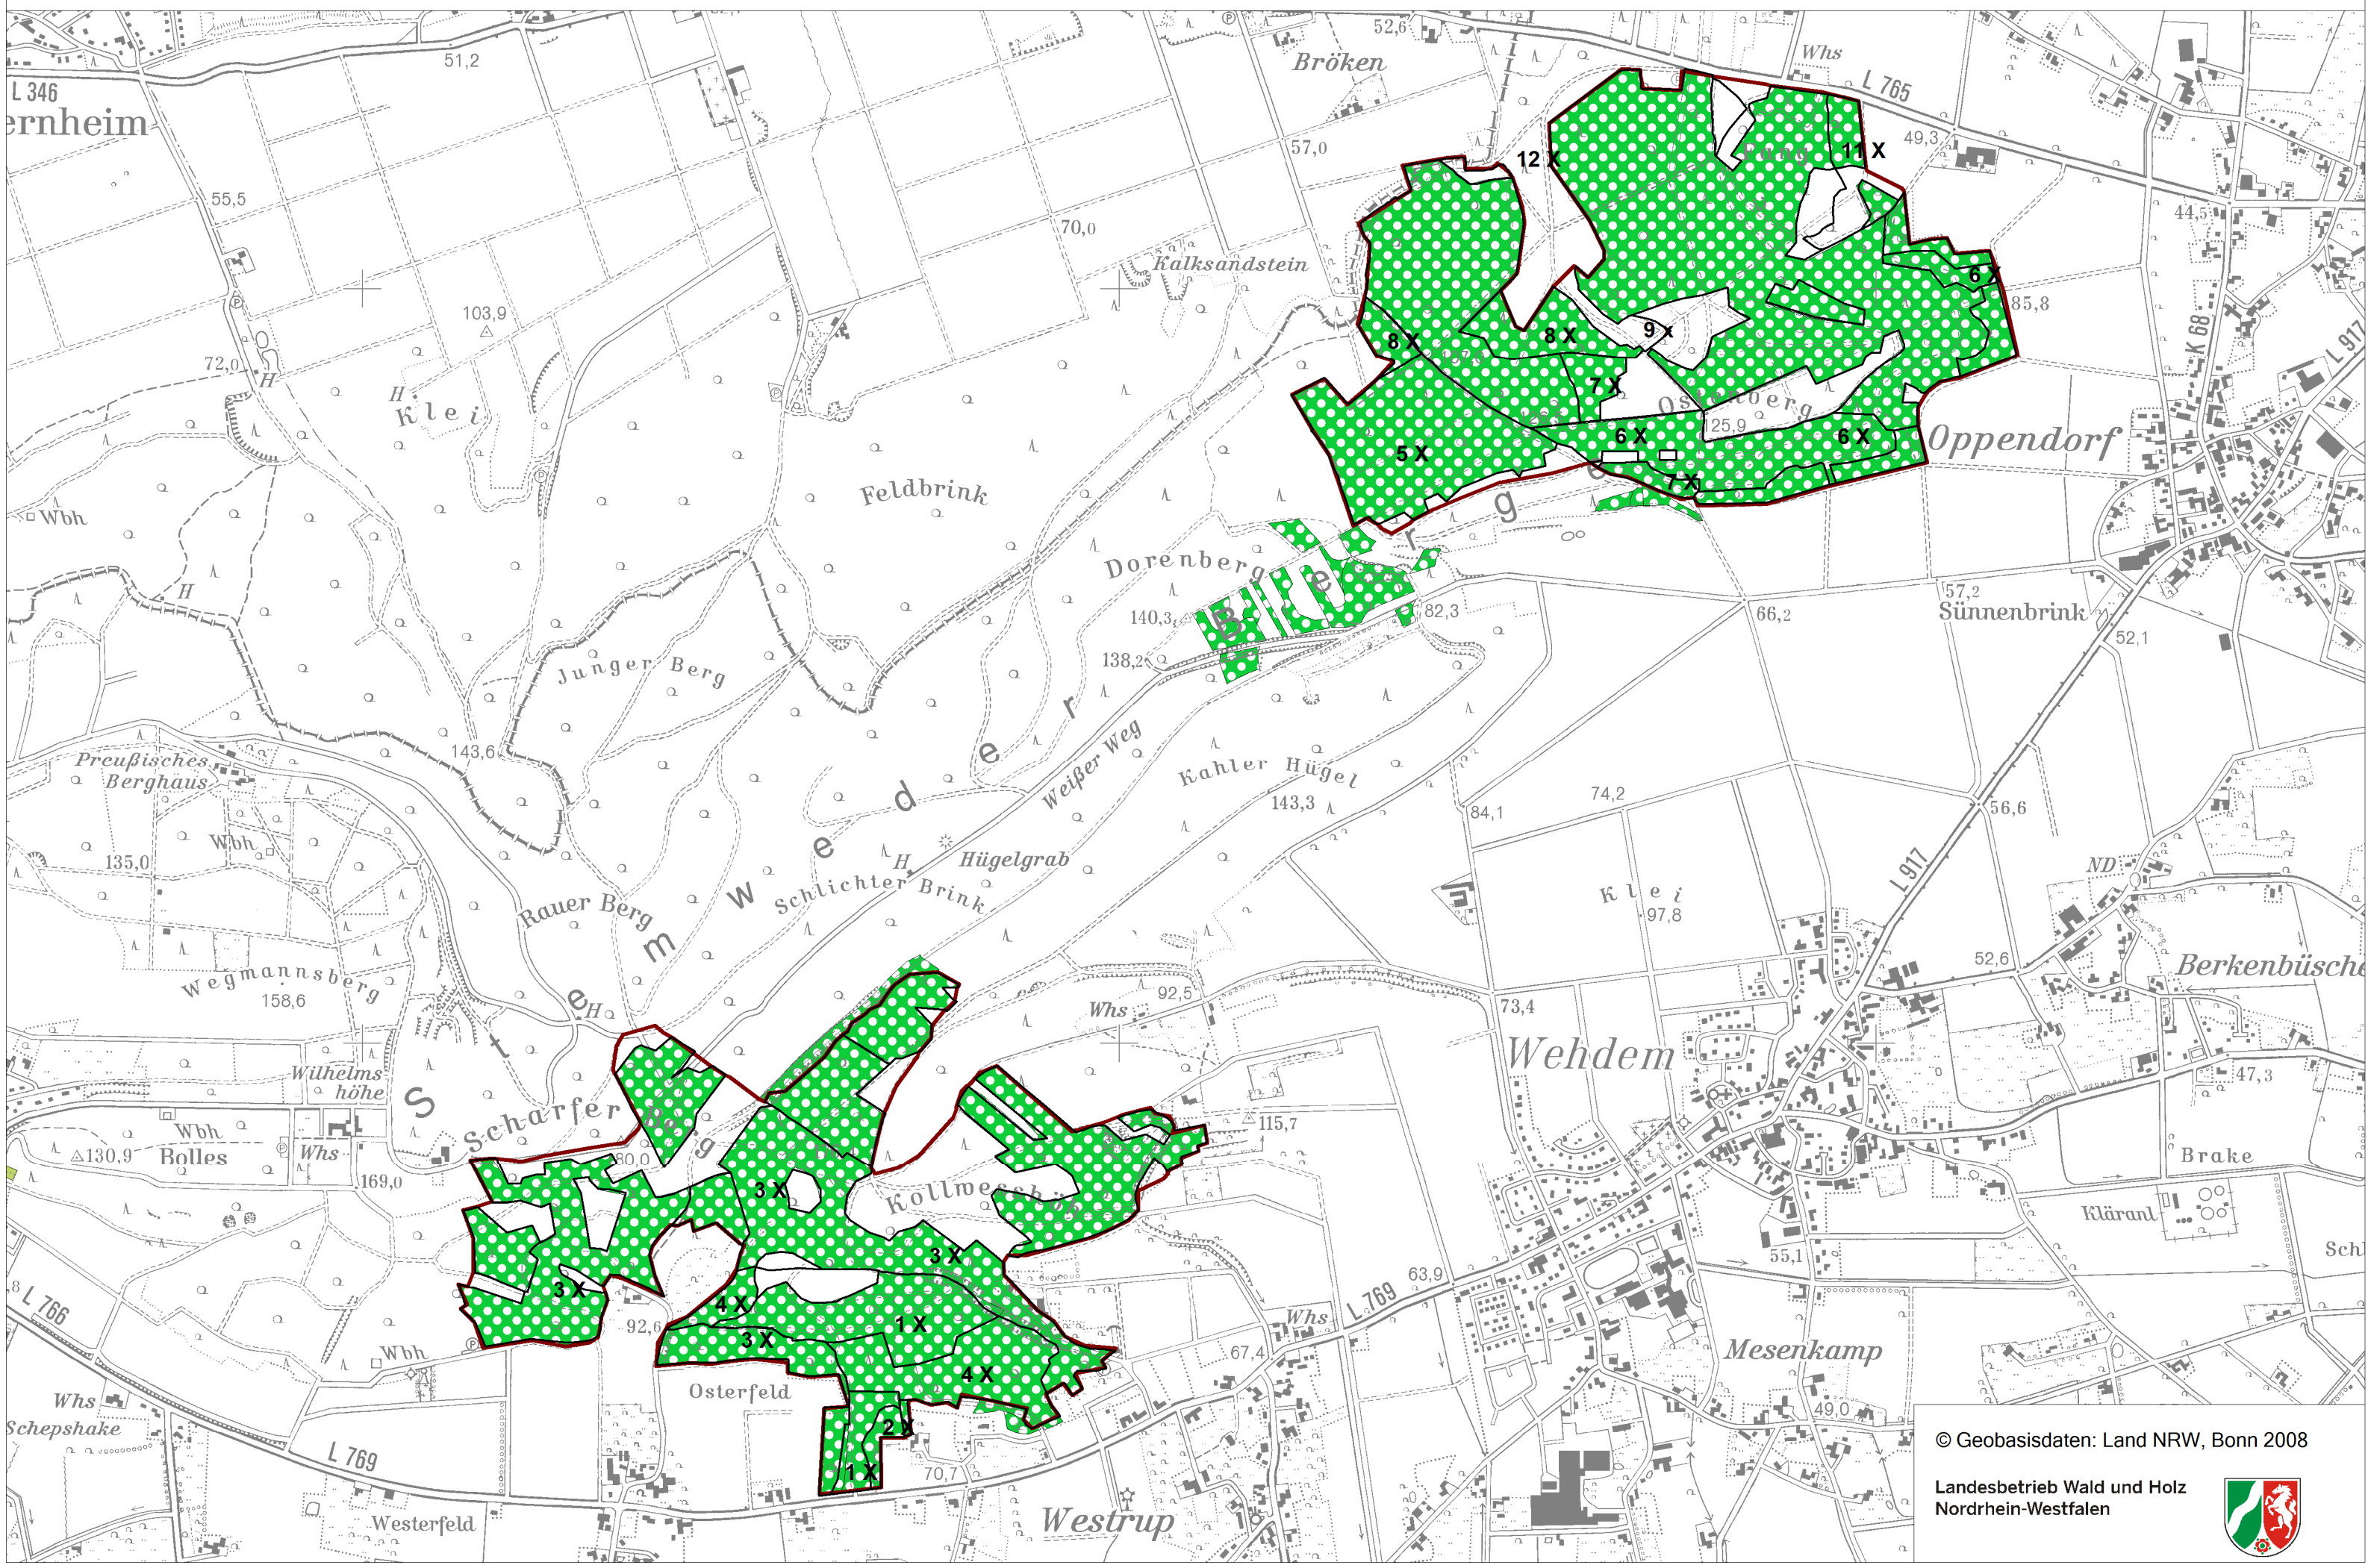 52,6
Whs
Bröken
L 765
51,2
L 346
ernheim
57,0
12 X
11 X
49,3
55,5
70,0
44,5
Kalksandstein
6 X
85,8
103,9
K 68
L 917
72,0
H
H
Klei
8 X
8 X
9 x
7 X
Ostenberg
125,9
5 X
6 X
6 X
Oppendorf
7 X
Wbh
Feldbrink
Dorenberg
H
140,3
82,3
66,2
57,2
Sünnenbrink
52,1
138,2
Junger Berg
143,6
Preußisches
Berghaus
Weißer Weg
Kahler Hügel
143,3
74,2
84,1
56,6
Wbh
135,0
H
Hügelgrab
L 917
ND
Schlichter Brink
Klei
97,8
Rauer Berg
Stemweder Berge
Wegmannsberg
158,6
52,6
Berkenbüsche
H
92,5
Whs
73,4
Wehdem
Wilhelms
höhe
47,3
Scharfer Berg
115,7
Wbh
Bolles
Whs
130,9
80,0
169,0
Brake
3 X
Kläranl
3 X
55,1
Sch
3 X
63,9
8
L 766
4 X
L 769
Whs
92,6
3 X
1 X
67,4
Mesenkamp
Wbh
4 X
Osterfeld
Whs
Schepshake
2 X
49,0
L 769
1 X
70,7
Westerfeld
Westrup
© Geobasisdaten: Land NRW, Bonn 2008
Landesbetrieb Wald und Holz
Nordrhein-Westfalen